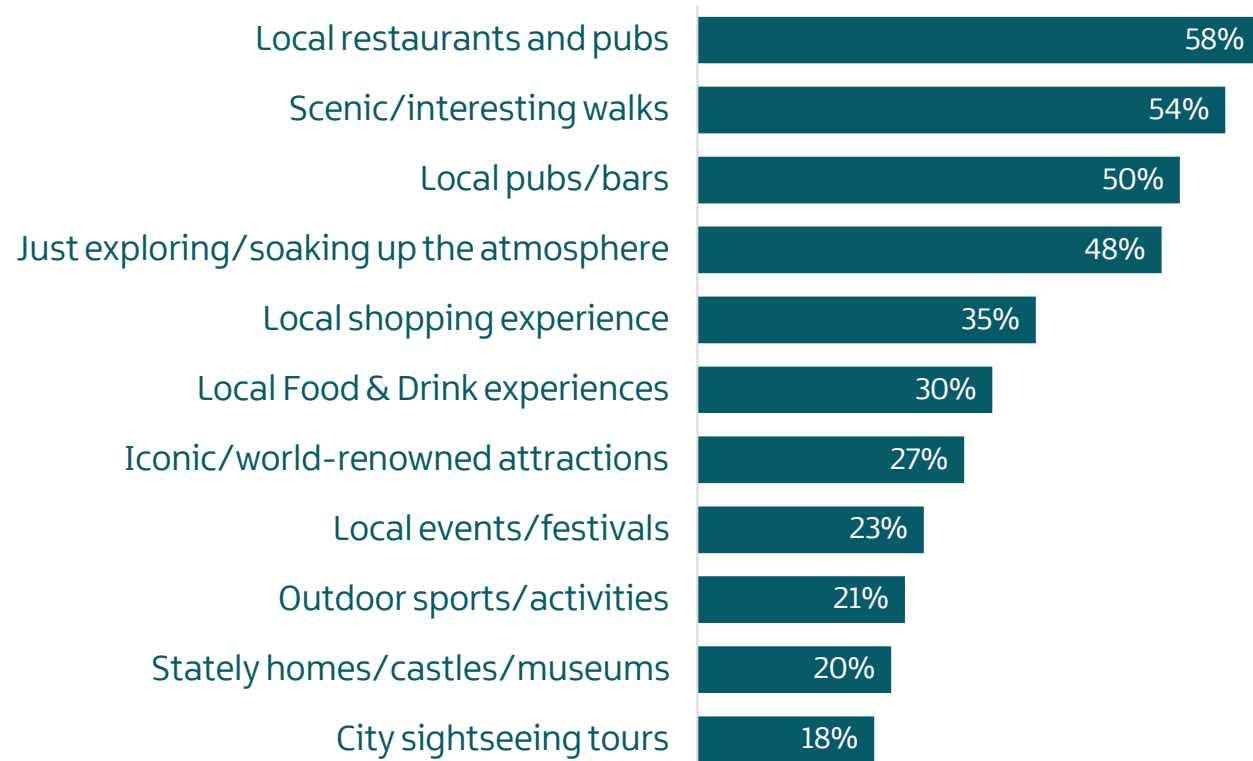 Local restaurants and pubs 58%
Scenic/interesting walks 54%
Local pubs/bars 50%
Just exploring/soaking up the atmosphere 48%
Local shopping experience 35%
Local Food & Drink experiences 30%
Iconic/world-renowned attractions 27%
Local events/festivals 23%
Outdoor sports/activities 21%
Stately homes/castles/museums 20%
City sightseeing tours 18%